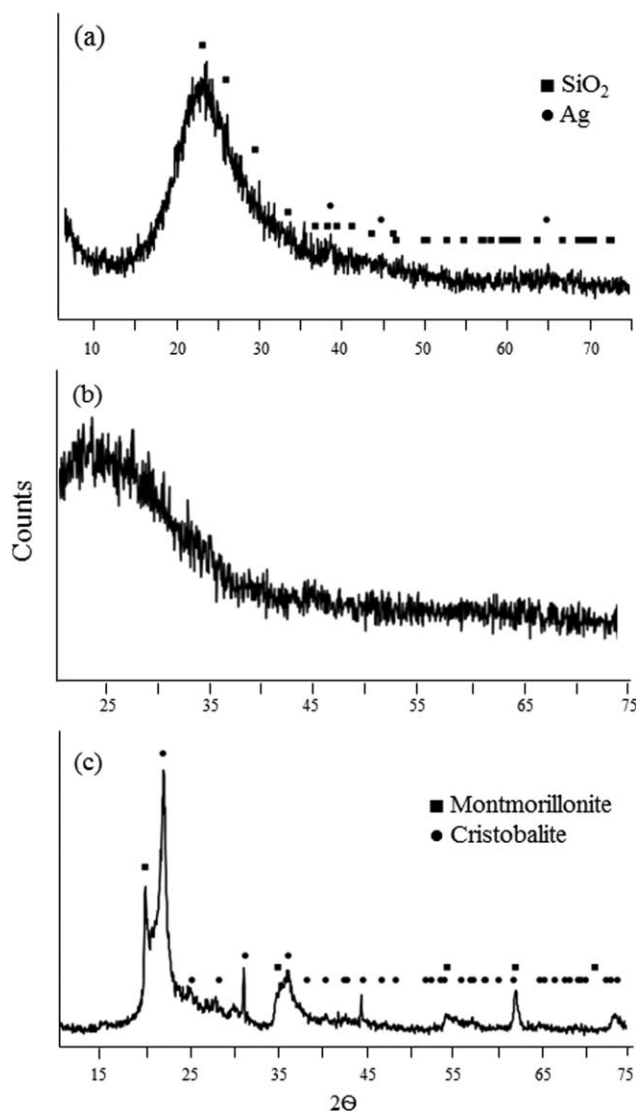 (a)
■ SiO₂
● Ag
10 20 30 40 50 60 70
(b)
Counts
25 35 45 55 65 75
(c)
■ Montmorillonite
● Cristobalite
15 25 35 45 55 65 75
2Θ